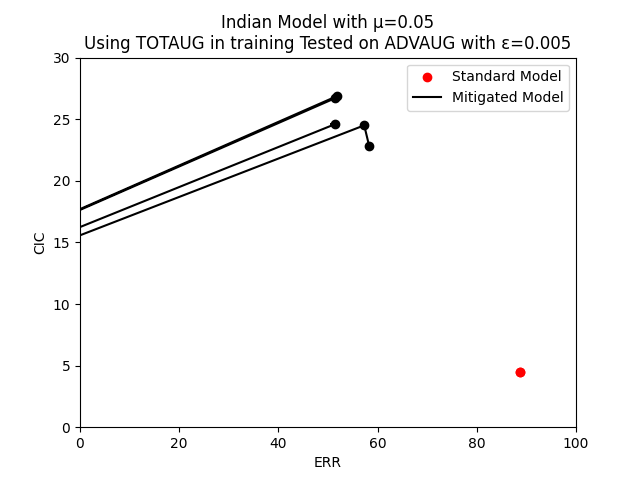 Indian Model with μ=0.05
Using TOTAUG in training Tested on ADVAUG with ε=0.005
Standard Model
Mitigated Model
30
25
20
15
10
5
0
CIC
0 20 40 60 80 100
ERR